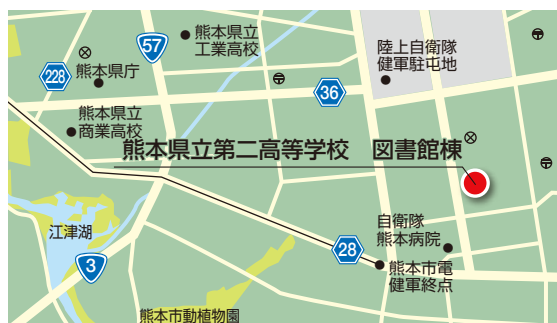 57
熊本県立
工業高校
陸上自衛隊
健軍駐屯地
228
熊本県庁
36
熊本県立
商業高校
熊本県立第二高等学校　図書館棟
自衛隊
熊本病院
江津湖
28
3
熊本市電
健軍終点
熊本市動植物園